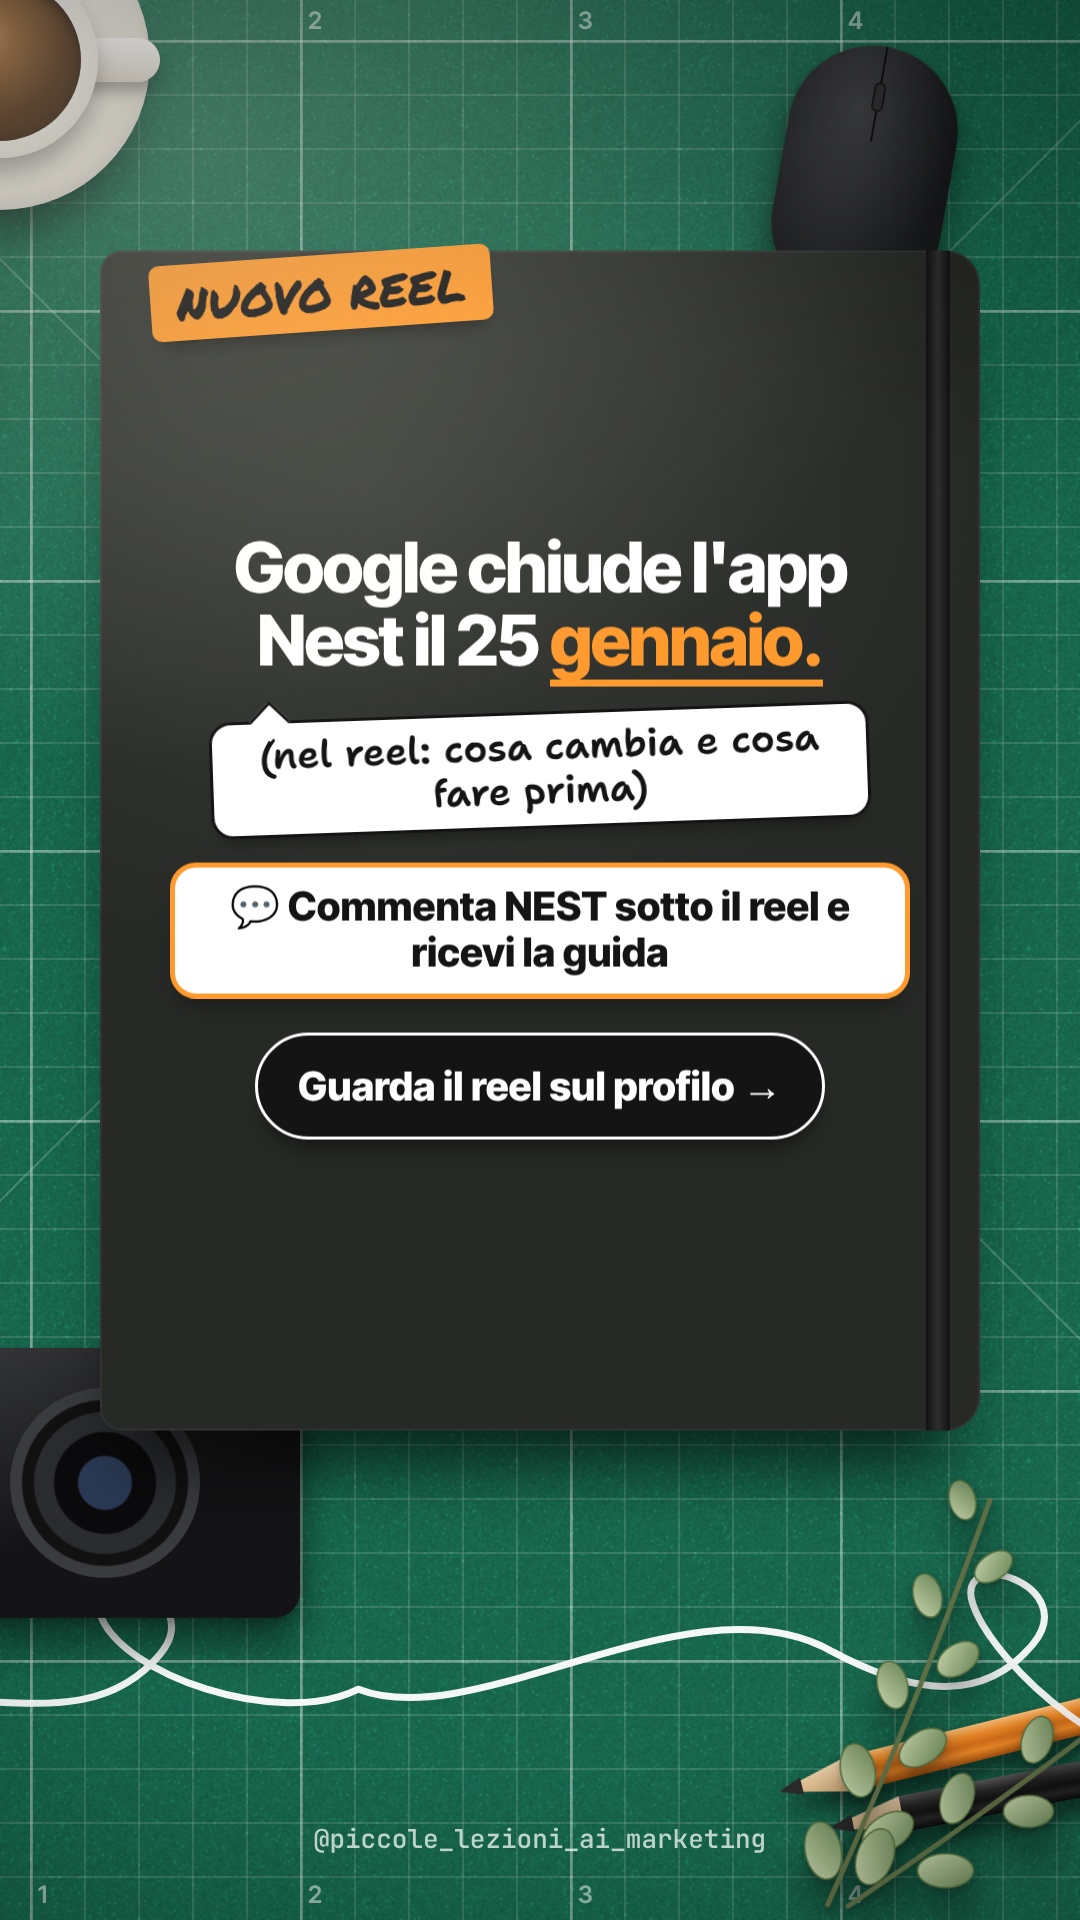 2 3 4
NUOVO REEL
Google chiude l'app
Nest il 25 gennaio.
(nel reel: cosa cambia e cosa
fare prima)
💬 Commenta NEST sotto il reel e
ricevi la guida
Guarda il reel sul profilo →
@piccole_lezioni_ai_marketing
1 2 3 4